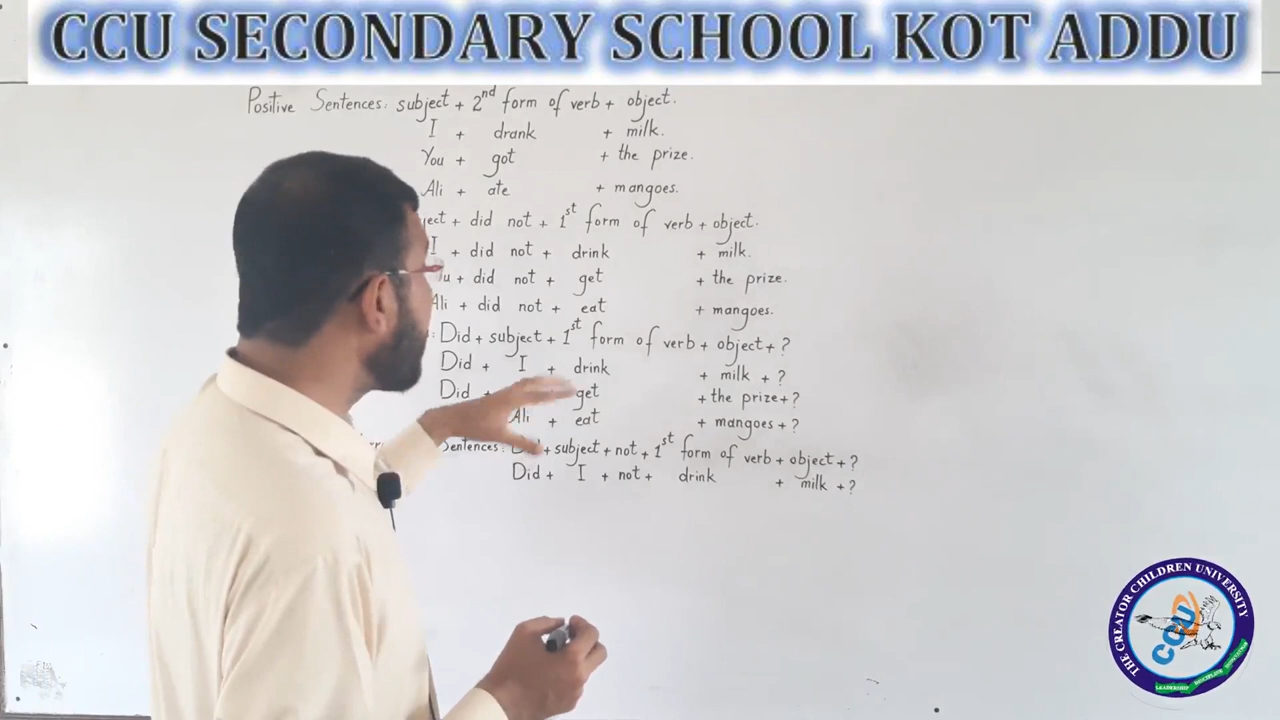 CCU SECONDARY SCHOOL KOT ADDU
Positive Sentences: subject + 2nd form of verb + object.
I + drank + milk.
You + got + the prize.
Ali + ate + mangoes.
+ did not + 1st form of verb + object.
I + did not + drink + milk.
+ did not + get + the prize.
Ali + did not + eat + mangoes.
: Did + subject + 1st form of verb + object + ?
Did + I + drink + milk + ?
Did + get + the prize + ?
Ali + eat + mangoes + ?
Sentences: + subject + not + 1st form of verb + object + ?
Did + I + not + drink + milk + ?
THE CREATOR CHILDREN UNIVERSITY
CCU
LEADERSHIP DISCIPLINE